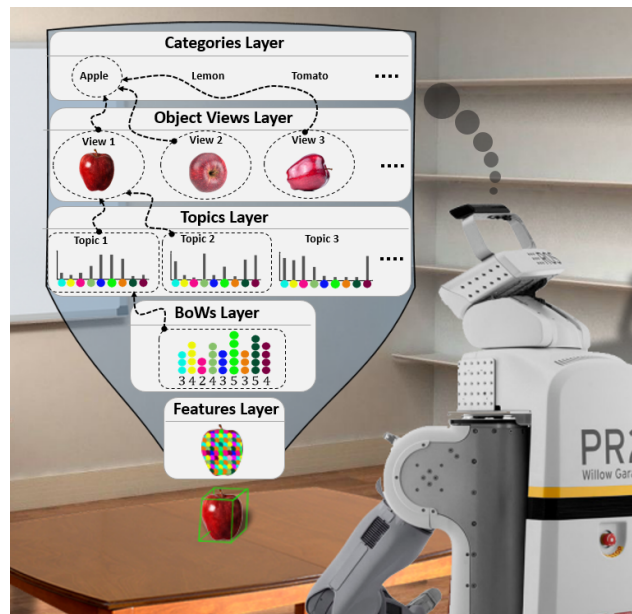 Categories Layer
Apple Lemon Tomato ....
Object Views Layer
View 1 View 2 View 3
....
Topics Layer
Topic 1 Topic 2 Topic 3
....
BoWs Layer
3 4 2 4 3 5 3 5 4
Features Layer
PR2
Willow Gara